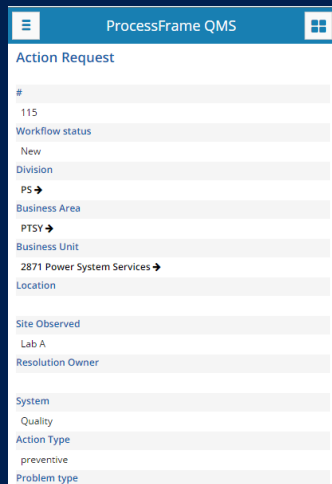 ProcessFrame QMS
Action Request
#
115
Workflow status
New
Division
PS→
Business Area
PTSY→
Business Unit
2871 Power System Services→
Location
Site Observed
Lab A
Resolution Owner
System
Quality
Action Type
preventive
Problem type